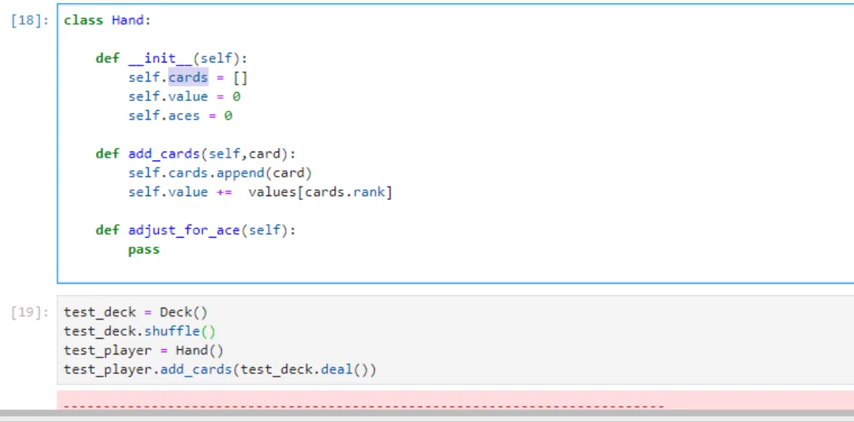 [18]: class Hand:
def __init__(self):
self.cards = []
self.value = 0
self.aces = 0
def add_cards(self,card):
self.cards.append(card)
self.value +=  values[cards.rank]
def adjust_for_ace(self):
pass
[19]: test_deck = Deck()
test_deck.shuffle()
test_player = Hand()
test_player.add_cards(test_deck.deal())
---------------------------------------------------------------------------